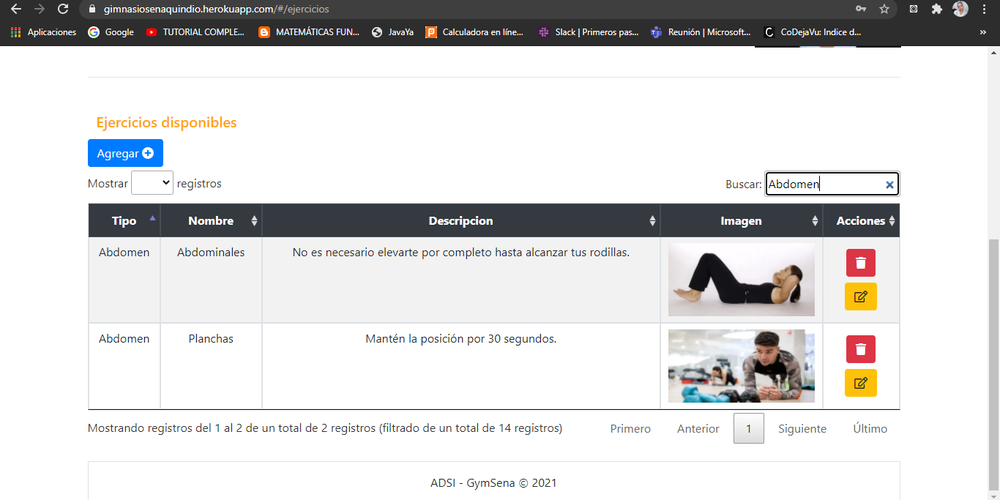 gimnasiosenaquindio.herokuapp.com/#/ejercicios
Aplicaciones Google TUTORIAL COMPLE... MATEMÁTICAS FUN... JavaYa Calculadora en líne... Slack | Primeros pas... Reunión | Microsoft... CoDejaVu: Indice d... »
Ejercicios disponibles
Agregar
Mostrar registros Buscar: Abdomen
Tipo Nombre Descripcion Imagen Acciones
Abdomen Abdominales No es necesario elevarte por completo hasta alcanzar tus rodillas.
Abdomen Planchas Mantén la posición por 30 segundos.
Mostrando registros del 1 al 2 de un total de 2 registros (filtrado de un total de 14 registros) Primero Anterior 1 Siguiente Último
ADSI - GymSena © 2021